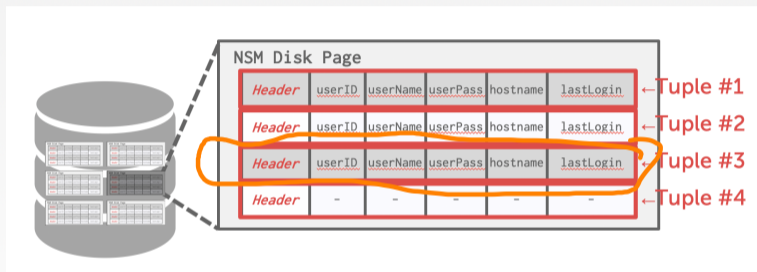 NSM Disk Page
Header userID userName userPass hostname lastLogin ←Tuple #1
Header userID userName userPass hostname lastLogin ←Tuple #2
Header userID userName userPass hostname lastLogin ←Tuple #3
Header - - - - - ←Tuple #4